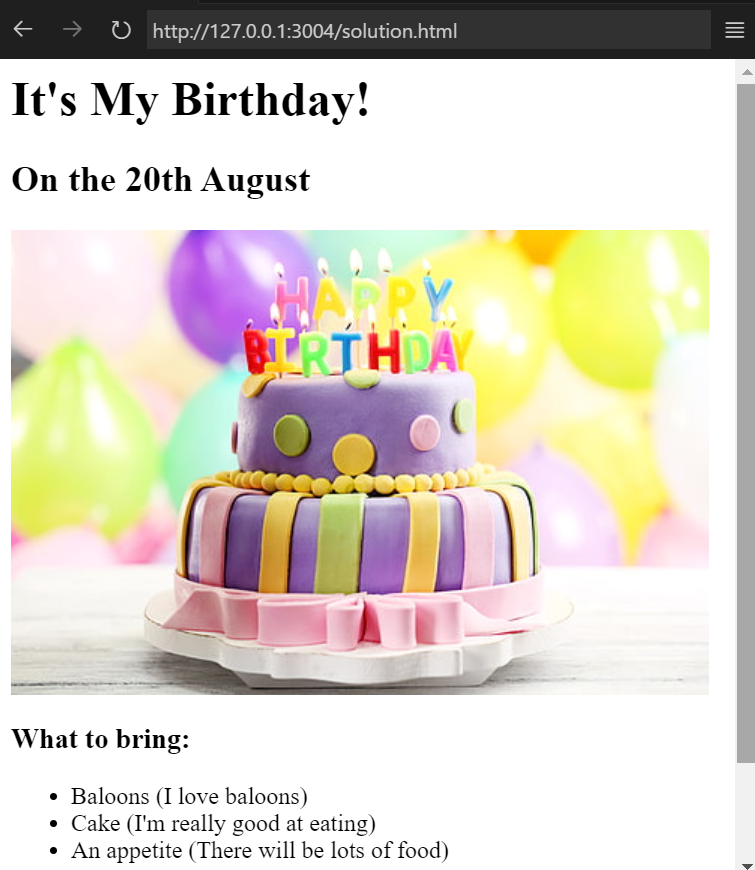 http://127.0.0.1:3004/solution.html
It's My Birthday!
On the 20th August
HAPPY
BIRTHDAY
What to bring:
• Baloons (I love baloons)
• Cake (I'm really good at eating)
• An appetite (There will be lots of food)